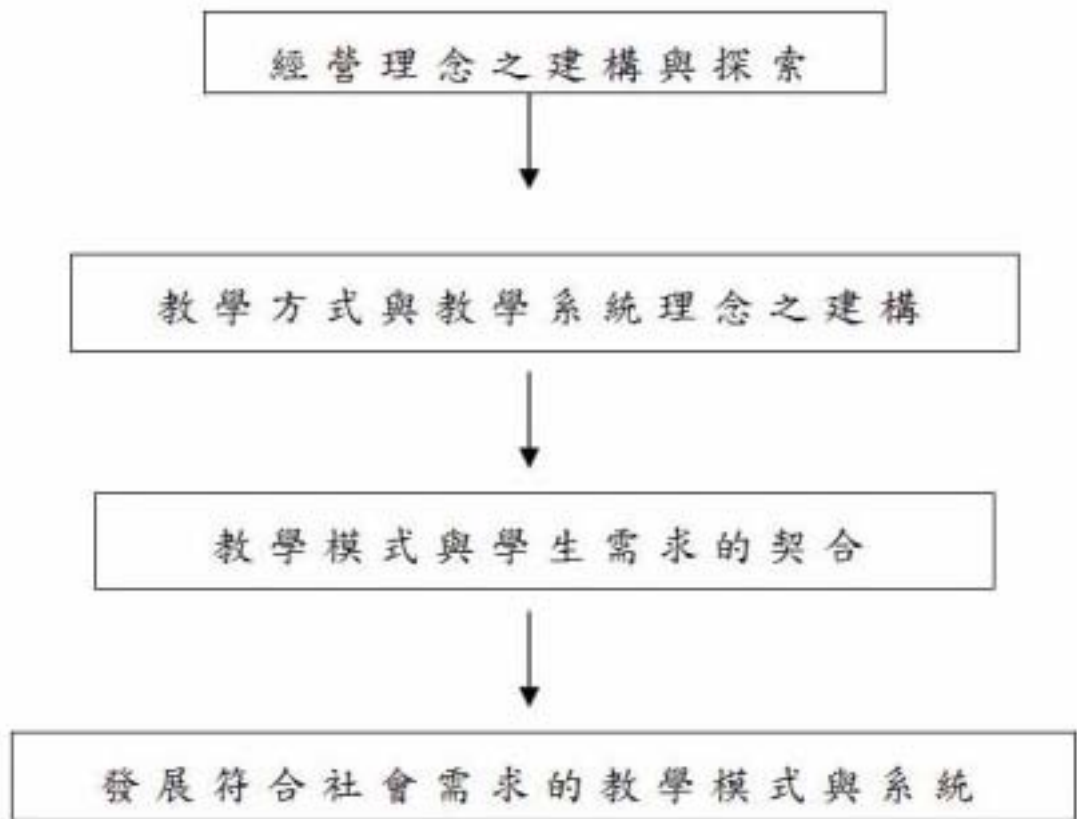 經營理念之建構與探索
教學方式與教學系統理念之建構
教學模式與學生需求的契合
發展符合社會需求的教學模式與系統